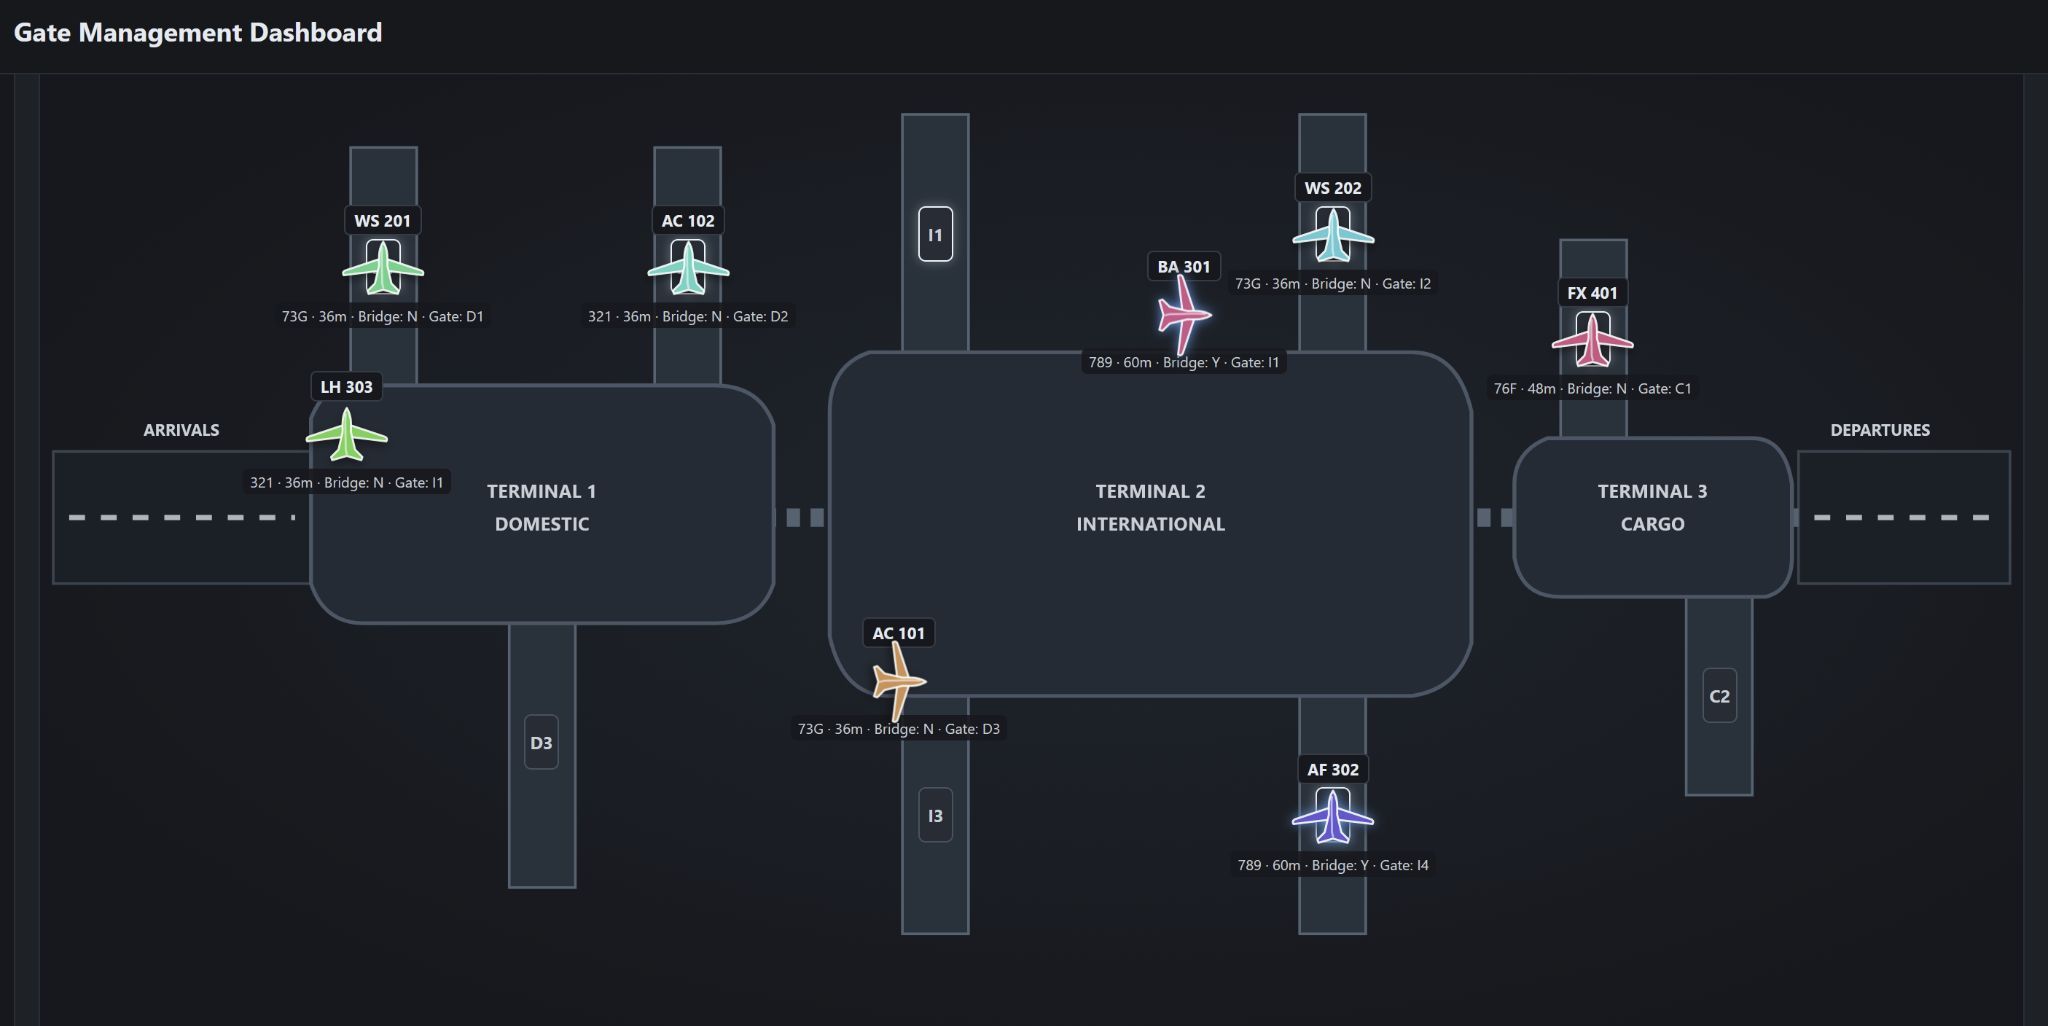 Gate Management Dashboard
WS 201
73G · 36m · Bridge: N · Gate: D1
AC 102
321 · 36m · Bridge: N · Gate: D2
I1
BA 301
789 · 60m · Bridge: Y · Gate: I1
WS 202
73G · 36m · Bridge: N · Gate: I2
FX 401
76F · 48m · Bridge: N · Gate: C1
LH 303
321 · 36m · Bridge: N · Gate: I1
ARRIVALS
TERMINAL 1
DOMESTIC
TERMINAL 2
INTERNATIONAL
TERMINAL 3
CARGO
DEPARTURES
AC 101
73G · 36m · Bridge: N · Gate: D3
D3
I3
AF 302
789 · 60m · Bridge: Y · Gate: I4
C2